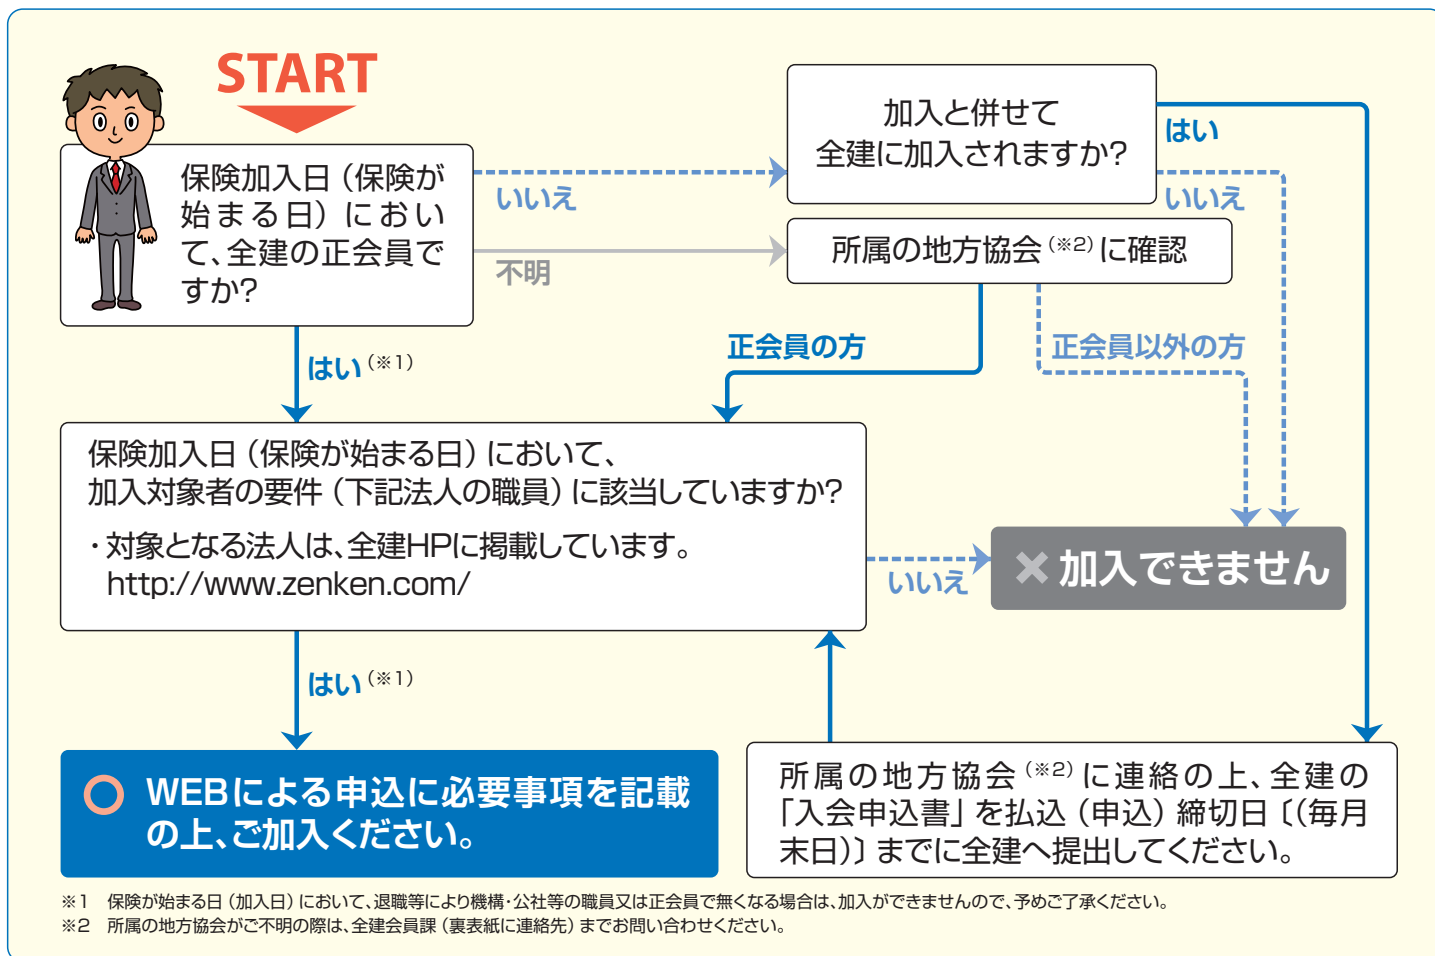 START
保険加入日（保険が
始まる日）におい
て、全建の正会員で
すか？
いいえ
不明
加入と併せて
全建に加入されますか？
はい
いいえ
所属の地方協会（※2）に確認
正会員の方
正会員以外の方
はい（※1）
保険加入日（保険が始まる日）において、
加入対象者の要件（下記法人の職員）に該当していますか？
・対象となる法人は、全建HPに掲載しています。
http://www.zenken.com/
いいえ
×加入できません
はい（※1）
○ WEBによる申込に必要事項を記載
の上、ご加入ください。
所属の地方協会（※2）に連絡の上、全建の
「入会申込書」を払込（申込）締切日〔（毎月
末日）〕までに全建へ提出してください。
※1 保険が始まる日（加入日）において、退職等により機構・公社等の職員又は正会員で無くなる場合は、加入ができませんので、予めご了承ください。
※2 所属の地方協会がご不明の際は、全建会員課（裏表紙に連絡先）までお問い合わせください。